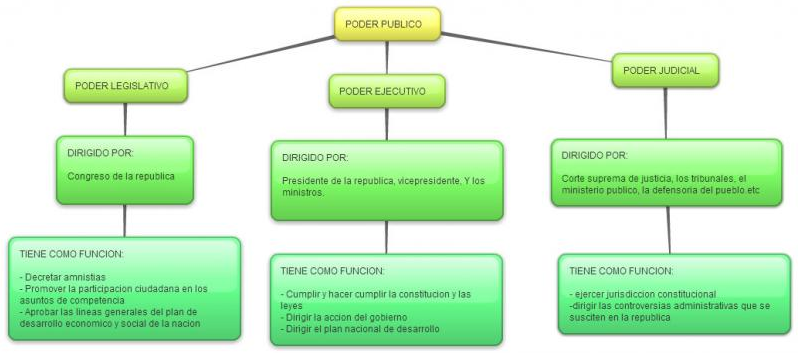 PODER PUBLICO
PODER LEGISLATIVO
PODER EJECUTIVO
PODER JUDICIAL
DIRIGIDO POR:
Congreso de la republica
DIRIGIDO POR:
Presidente de la republica, vicepresidente, Y los
ministros.
DIRIGIDO POR:
Corte suprema de justicia, los tribunales, el
ministerio publico, la defensoria del pueblo.etc
TIENE COMO FUNCION:
- Decretar amnistias
- Promover la participacion ciudadana en los
asuntos de competencia
- Aprobar las lineas generales del plan de
desarrollo economico y social de la nacion
TIENE COMO FUNCION:
- Cumplir y hacer cumplir la constitucion y las
leyes
- Dirigir la accion del gobierno
- Dirigir el plan nacional de desarrollo
TIENE COMO FUNCION:
- ejercer jurisdiccion constitucional
-dirigir las controversias administrativas que se
susciten en la republica